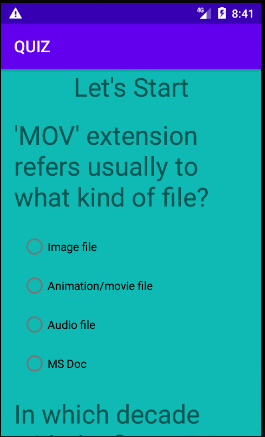 4G 8:41
QUIZ
Let's Start
'MOV' extension
refers usually to
what kind of file?
Image file
Animation/movie file
Audio file
MS Doc
In which decade